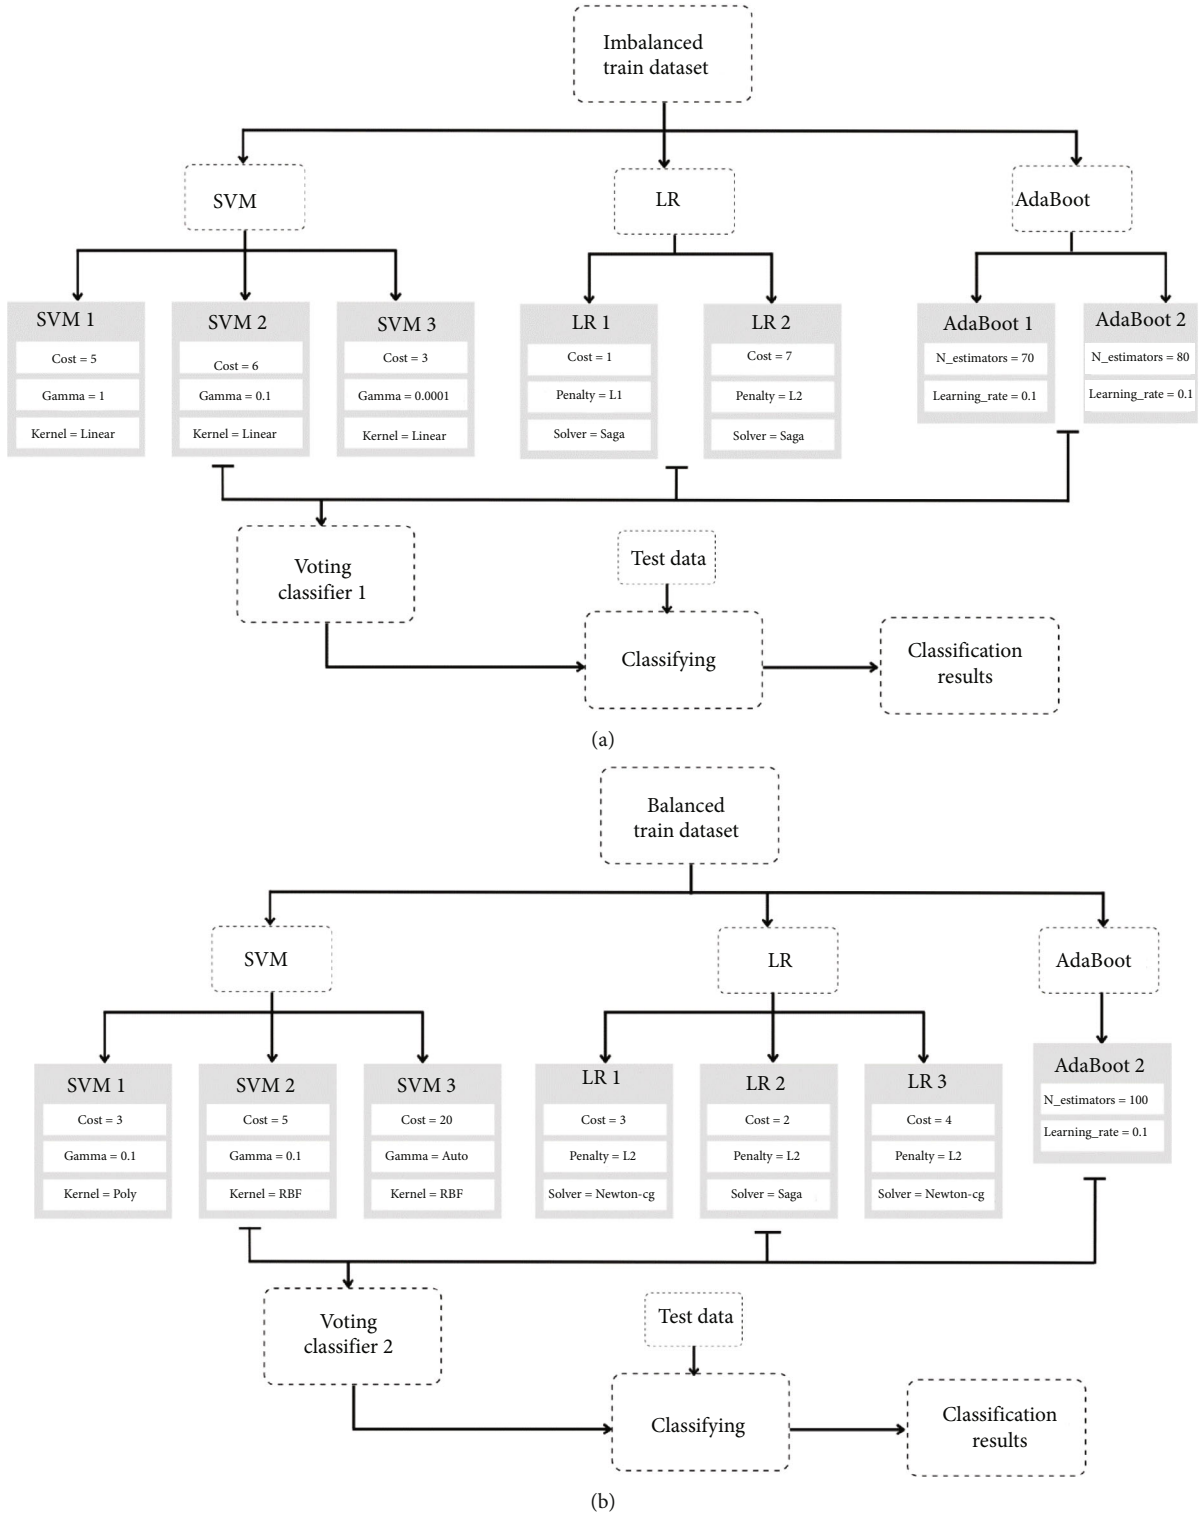 Imbalanced
train dataset
SVM
LR
AdaBoot
SVM 1
Cost = 5
Gamma = 1
Kernel = Linear
SVM 2
Cost = 6
Gamma = 0.1
Kernel = Linear
SVM 3
Cost = 3
Gamma = 0.0001
Kernel = Linear
LR 1
Cost = 1
Penalty = L1
Solver = Saga
LR 2
Cost = 7
Penalty = L2
Solver = Saga
AdaBoot 1
N_estimators = 70
Learning_rate = 0.1
AdaBoot 2
N_estimators = 80
Learning_rate = 0.1
Voting
classifier 1
Test data
Classifying
Classification
results
(a)
Balanced
train dataset
SVM
LR
AdaBoot
SVM 1
Cost = 3
Gamma = 0.1
Kernel = Poly
SVM 2
Cost = 5
Gamma = 0.1
Kernel = RBF
SVM 3
Cost = 20
Gamma = Auto
Kernel = RBF
LR 1
Cost = 3
Penalty = L2
Solver = Newton-cg
LR 2
Cost = 2
Penalty = L2
Solver = Saga
LR 3
Cost = 4
Penalty = L2
Solver = Newton-cg
AdaBoot 2
N_estimators = 100
Learning_rate = 0.1
Voting
classifier 2
Test data
Classifying
Classification
results
(b)